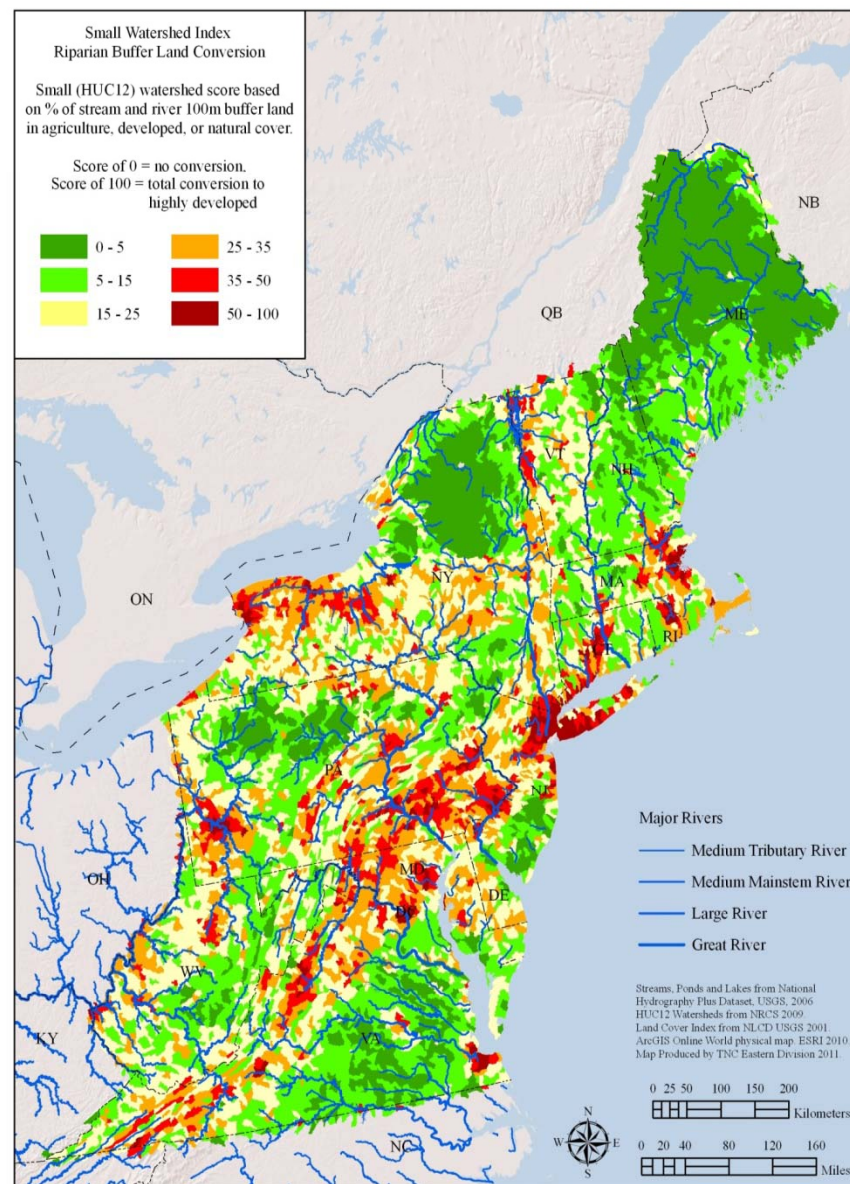 Small Watershed Index
Riparian Buffer Land Conversion
Small (HUC12) watershed score based
on % of stream and river 100m buffer land
in agriculture, developed, or natural cover.
Score of 0 = no conversion.
Score of 100 = total conversion to
highly developed
0 - 5
25 - 35
5 - 15
35 - 50
15 - 25
50 - 100
NB
QB
ME
VT
NH
ON
NY
MA
CT
RI
PA
NJ
OH
MD
DE
DC
WV
KY
VA
NC
Major Rivers
Medium Tributary River
Medium Mainstem River
Large River
Great River
Streams, Ponds and Lakes from National
Hydrography Plus Dataset, USGS, 2006
HUC12 Watersheds from NRCS 2009.
Land Cover Index from NLCD USGS 2001.
ArcGIS Online World physical map. ESRI 2010
Map Produced by TNC Eastern Division 2011.
0 25 50 100 150 200
Kilometers
N
W E
S
0 20 40 80 120 160
Miles